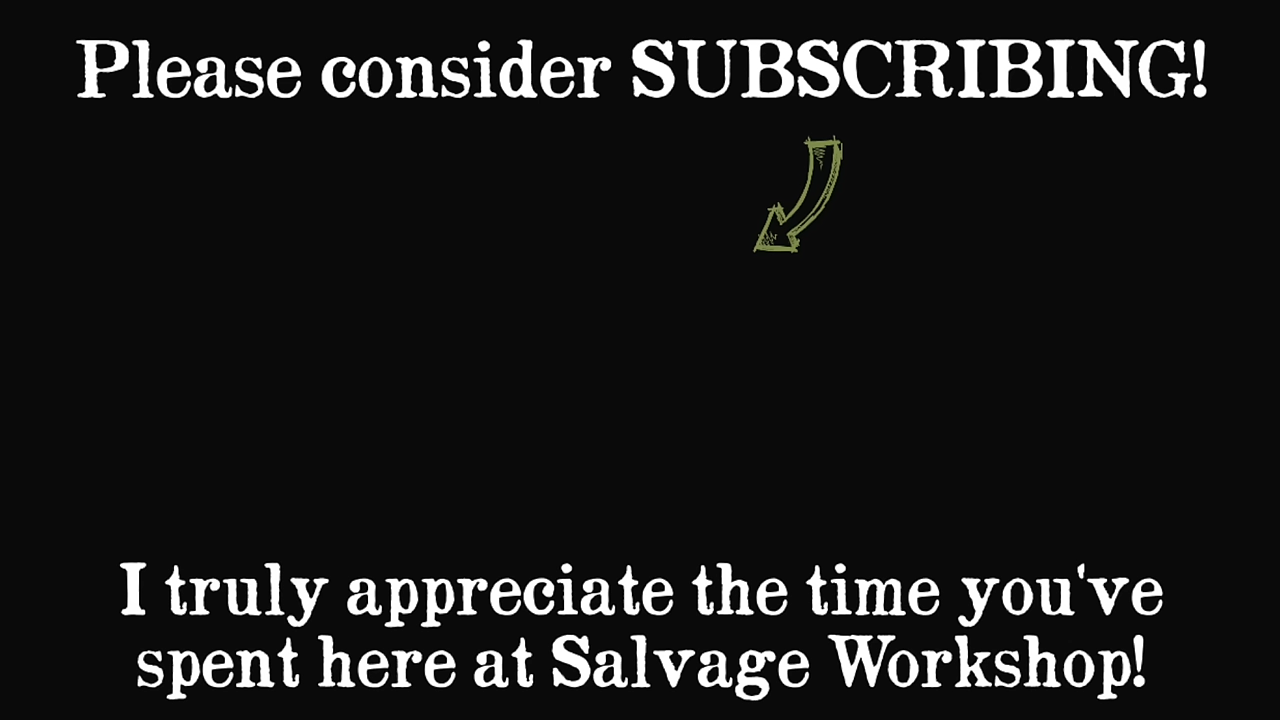 Please consider SUBSCRIBING!
I truly appreciate the time you've
spent here at Salvage Workshop!